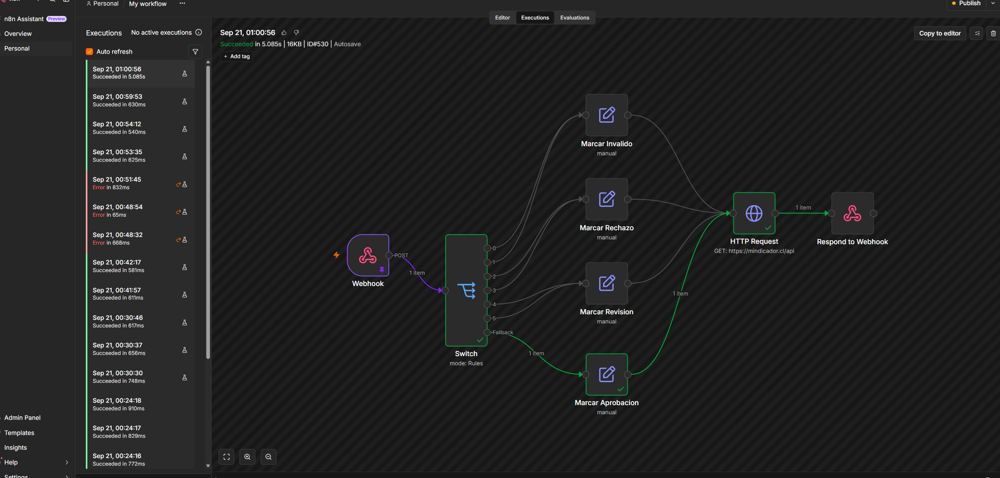 Personal / My workflow ...
Publish
n8n Assistant Preview
Overview
Personal
Admin Panel
Templates
Insights
Help
Settings
Editor Executions Evaluations
Executions No active executions
Auto refresh
Sep 21, 01:00:56
Succeeded in 5.085s
Sep 21, 00:59:53
Succeeded in 630ms
Sep 21, 00:54:12
Succeeded in 540ms
Sep 21, 00:53:35
Succeeded in 625ms
Sep 21, 00:51:45
Error in 832ms
Sep 21, 00:48:54
Error in 65ms
Sep 21, 00:48:32
Error in 668ms
Sep 21, 00:42:17
Succeeded in 581ms
Sep 21, 00:41:57
Succeeded in 611ms
Sep 21, 00:30:46
Succeeded in 617ms
Sep 21, 00:30:37
Succeeded in 656ms
Sep 21, 00:30:30
Succeeded in 748ms
Sep 21, 00:24:18
Succeeded in 910ms
Sep 21, 00:24:17
Succeeded in 829ms
Sep 21, 00:24:16
Succeeded in 772ms
Sep 21, 01:00:56
Succeeded in 5.085s | 16KB | ID#530 | Autosave
+ Add tag
Copy to editor
POST
1 item
Webhook
0
1
2
3
4
5
Fallback
Switch
mode: Rules
1 item
Marcar Invalido
manual
Marcar Rechazo
manual
Marcar Revision
manual
Marcar Aprobacion
manual
1 item
HTTP Request
GET: https://mindicador.cl/api
1 item
Respond to Webhook